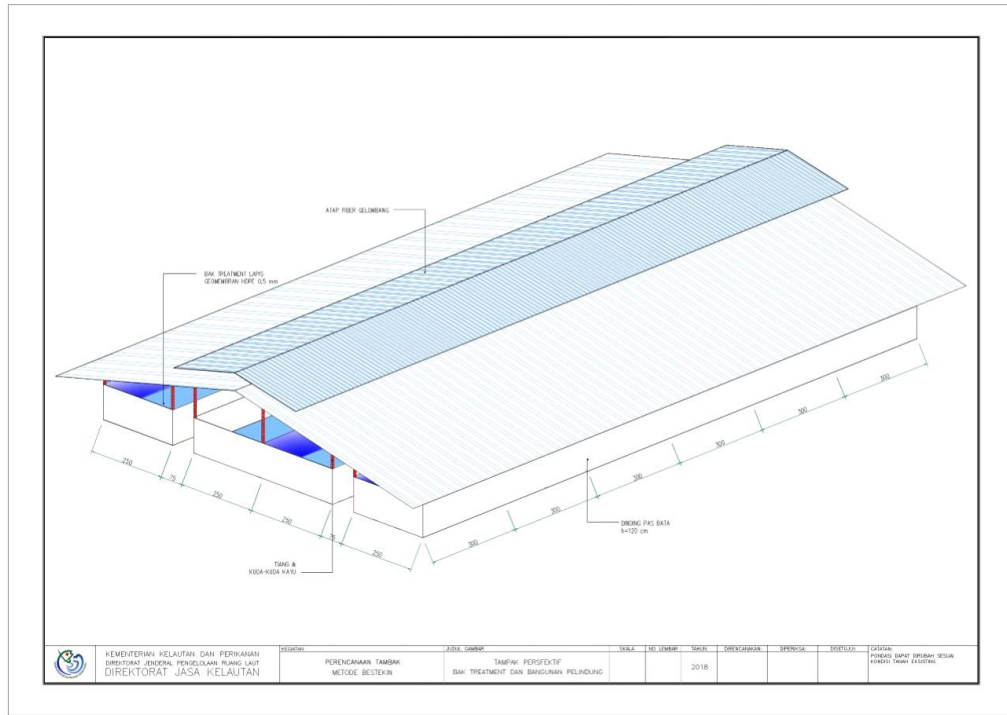 ATAP FIBER GELOMBANG
BAK TREATMENT LAPIS
GEOMEMBRAN HDPE 0,5 mm
250
75
250
250
75
250
300
300
300
300
300
300
DINDING PAS BATA
h=120 cm
TIANG &
KUDA-KUDA KAYU
KEMENTERIAN KELAUTAN DAN PERIKANAN
DIREKTORAT JENDERAL PENGELOLAAN RUANG LAUT
DIREKTORAT JASA KELAUTAN
KEGIATAN
PERENCANAAN TAMBAK
METODE BESTEKIN
JUDUL GAMBAR
TAMPAK PERSFEKTIF
BAK TREATMENT DAN BANGUNAN PELINDUNG
SKALA
NO LEMBAR
TAHUN
2018
DIRENCANAKAN:
DIPERIKSA:
DISETUJUI:
CATATAN:
PONDASI DAPAT DIRUBAH SESUAI
KONDISI TANAH EKSISTING